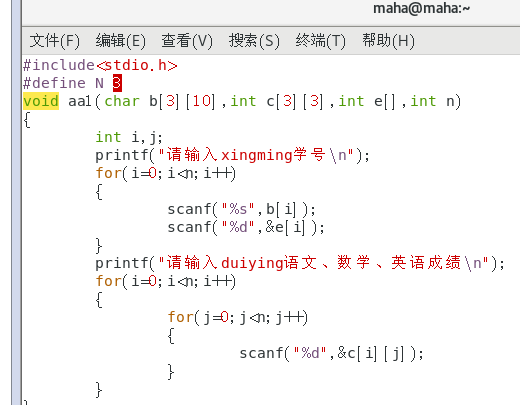 maha@maha:~
文件(F) 编辑(E) 查看(V) 搜索(S) 终端(T) 帮助(H)
#include<stdio.h>
#define N 3
void aa1(char b[3][10],int c[3][3],int e[],int n)
{
int i,j;
printf("请输入xingming学号\n");
for(i=0;i<n;i++)
{
scanf("%s",b[i]);
scanf("%d",&e[i]);
}
printf("请输入duiying语文、数学、英语成绩\n");
for(i=0;i<n;i++)
{
for(j=0;j<n;j++)
{
scanf("%d",&c[i][j]);
}
}
}